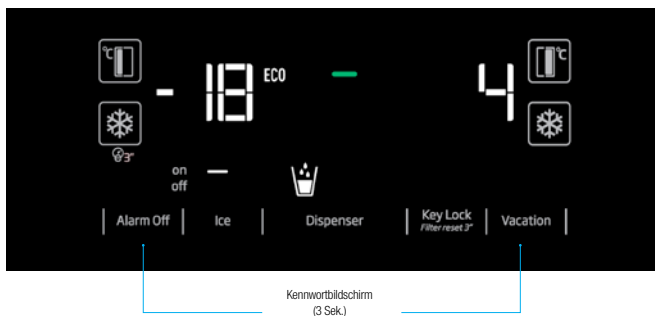 °C °C
- 18 ECO 4
3"
on
off
Alarm Off Ice Dispenser Key Lock Vacation
Filter reset 3"
Kennwortbildschirm
(3 Sek.)